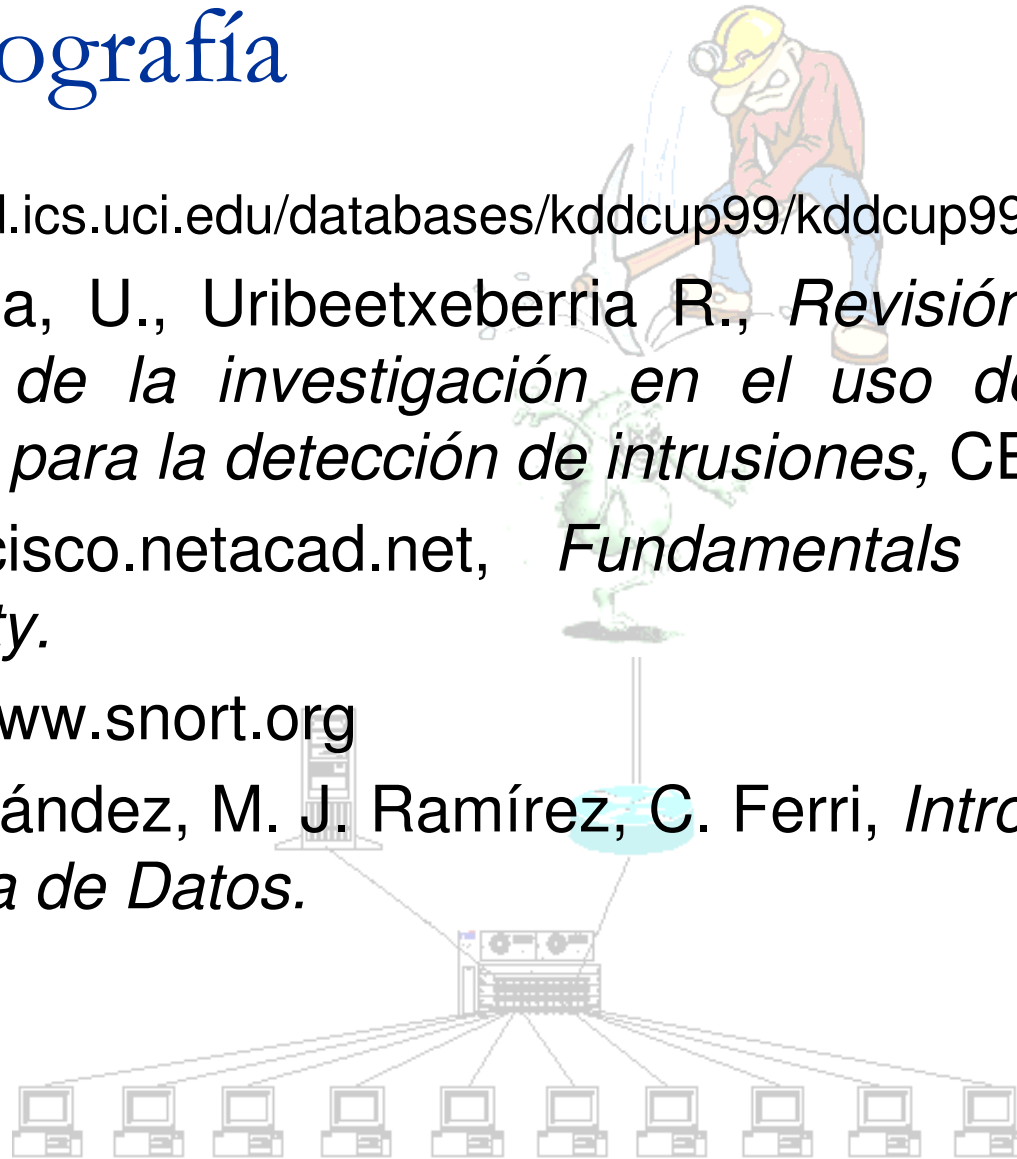 ografía
d.ics.uci.edu/databases/kddcup99/kddcup99
a, U., Uribeetxeberria R., Revisión
de la investigación en el uso de
para la detección de intrusiones, CE
cisco.netacad.net, Fundamentals
ty.
ww.snort.org
ández, M. J. Ramírez, C. Ferri, Intro
a de Datos.